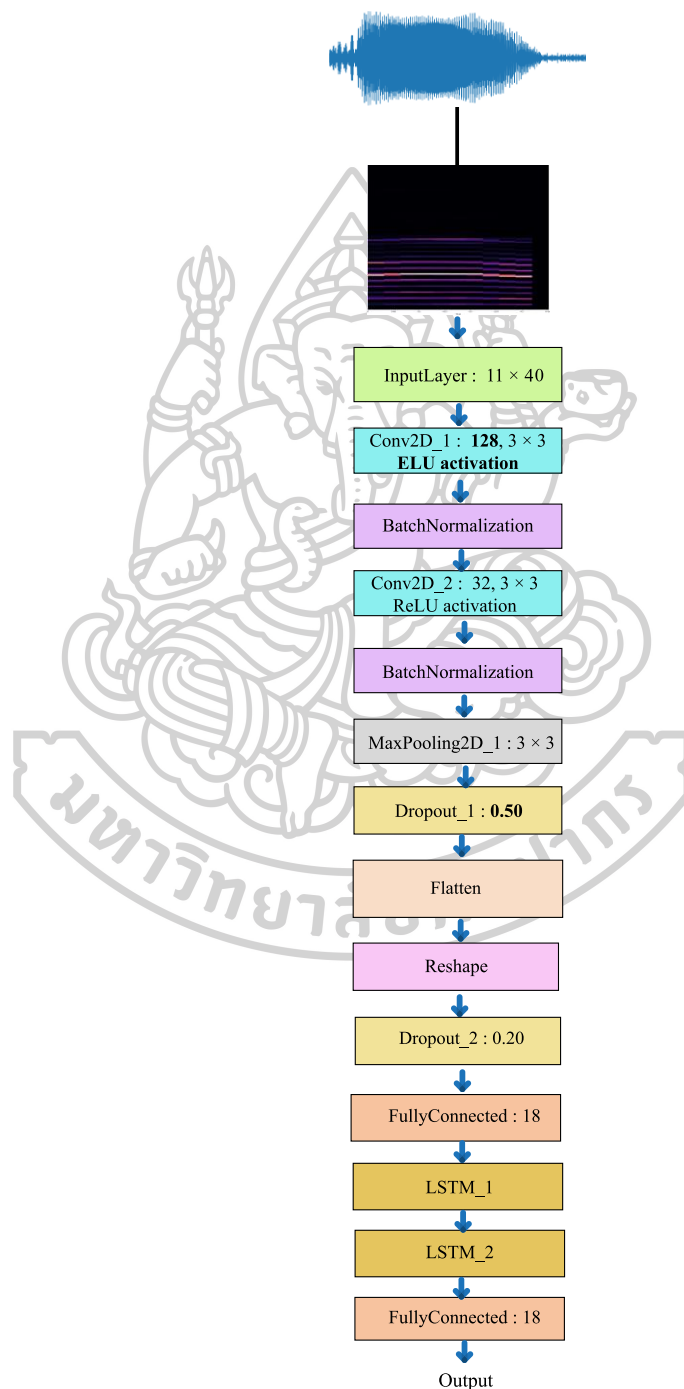 InputLayer : 11 × 40
Conv2D_1 : 128, 3 × 3
ELU activation
BatchNormalization
Conv2D_2 : 32, 3 × 3
ReLU activation
BatchNormalization
MaxPooling2D_1 : 3 × 3
Dropout_1 : 0.50
Flatten
Reshape
Dropout_2 : 0.20
FullyConnected : 18
LSTM_1
LSTM_2
FullyConnected : 18
Output